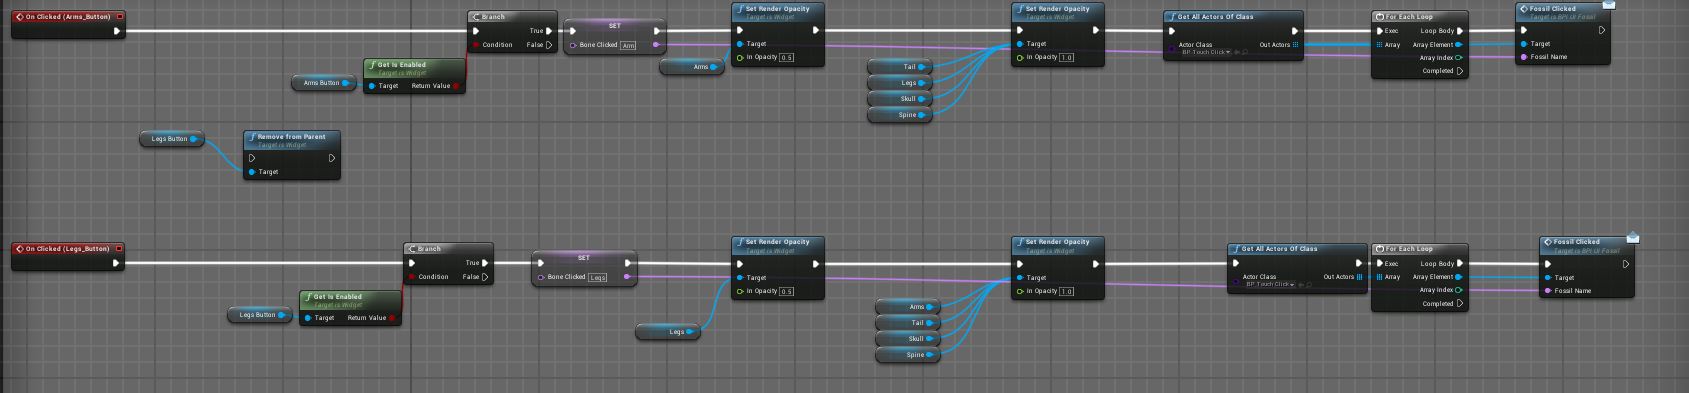 On Clicked (Arms_Button)
Branch
True
Condition
False
SET
Bone Clicked
Arm
Set Render Opacity
Target is Widget
Target
In Opacity
0.5
Set Render Opacity
Target is Widget
Target
In Opacity
1.0
Get All Actors Of Class
Actor Class
Out Actors
BP Touch Click
For Each Loop
Exec
Loop Body
Array
Array Element
Array Index
Completed
Fossil Clicked
Target is BPI UI Fossil
Target
Fossil Name
Arms Button
Get Is Enabled
Target is Widget
Target
Return Value
Arms
Tail
Legs
Skull
Spine
Legs Button
Remove from Parent
Target is Widget
Target
On Clicked (Legs_Button)
Branch
True
Condition
False
SET
Bone Clicked
Legs
Set Render Opacity
Target is Widget
Target
In Opacity
0.5
Set Render Opacity
Target is Widget
Target
In Opacity
1.0
Get All Actors Of Class
Actor Class
Out Actors
BP Touch Click
For Each Loop
Exec
Loop Body
Array
Array Element
Array Index
Completed
Fossil Clicked
Target is BPI UI Fossil
Target
Fossil Name
Legs Button
Get Is Enabled
Target is Widget
Target
Return Value
Legs
Arms
Tail
Skull
Spine